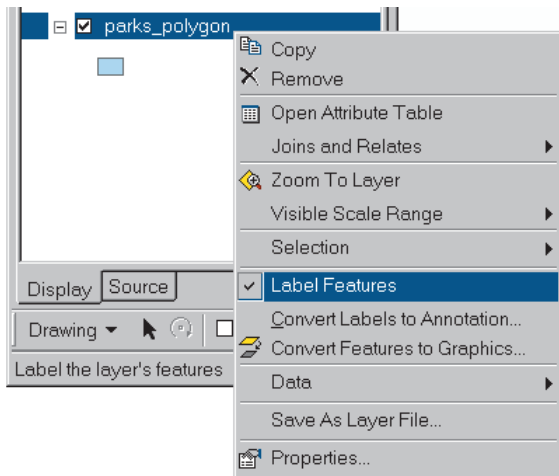 parks_polygon
Copy
Remove
Open Attribute Table
Joins and Relates
Zoom To Layer
Visible Scale Range
Selection
Label Features
Convert Labels to Annotation...
Convert Features to Graphics...
Data
Save As Layer File...
Properties...
Display Source
Drawing
Label the layer's features